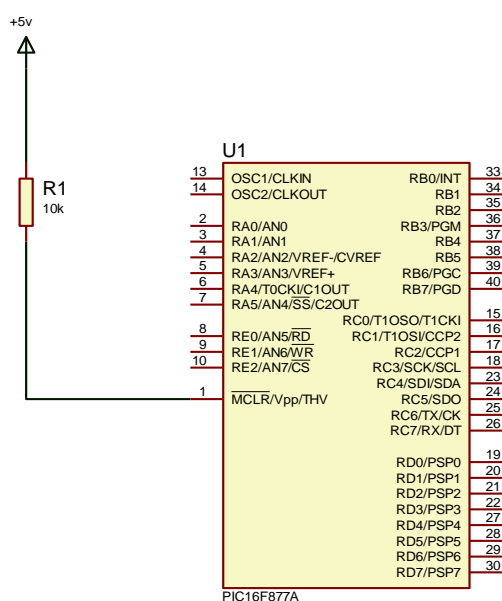 +5v
R1
10k
U1
13 OSC1/CLKIN RB0/INT 33
14 OSC2/CLKOUT RB1 34
RB2 35
2 RA0/AN0 RB3/PGM 36
3 RA1/AN1 RB4 37
4 RA2/AN2/VREF-/CVREF RB5 38
5 RA3/AN3/VREF+ RB6/PGC 39
6 RA4/T0CKI/C1OUT RB7/PGD 40
7 RA5/AN4/SS/C2OUT
RC0/T1OSO/T1CKI 15
8 RE0/AN5/RD RC1/T1OSI/CCP2 16
9 RE1/AN6/WR RC2/CCP1 17
10 RE2/AN7/CS RC3/SCK/SCL 18
RC4/SDI/SDA 23
1 MCLR/Vpp/THV RC5/SDO 24
RC6/TX/CK 25
RC7/RX/DT 26
RD0/PSP0 19
RD1/PSP1 20
RD2/PSP2 21
RD3/PSP3 22
RD4/PSP4 27
RD5/PSP5 28
RD6/PSP6 29
RD7/PSP7 30
PIC16F877A